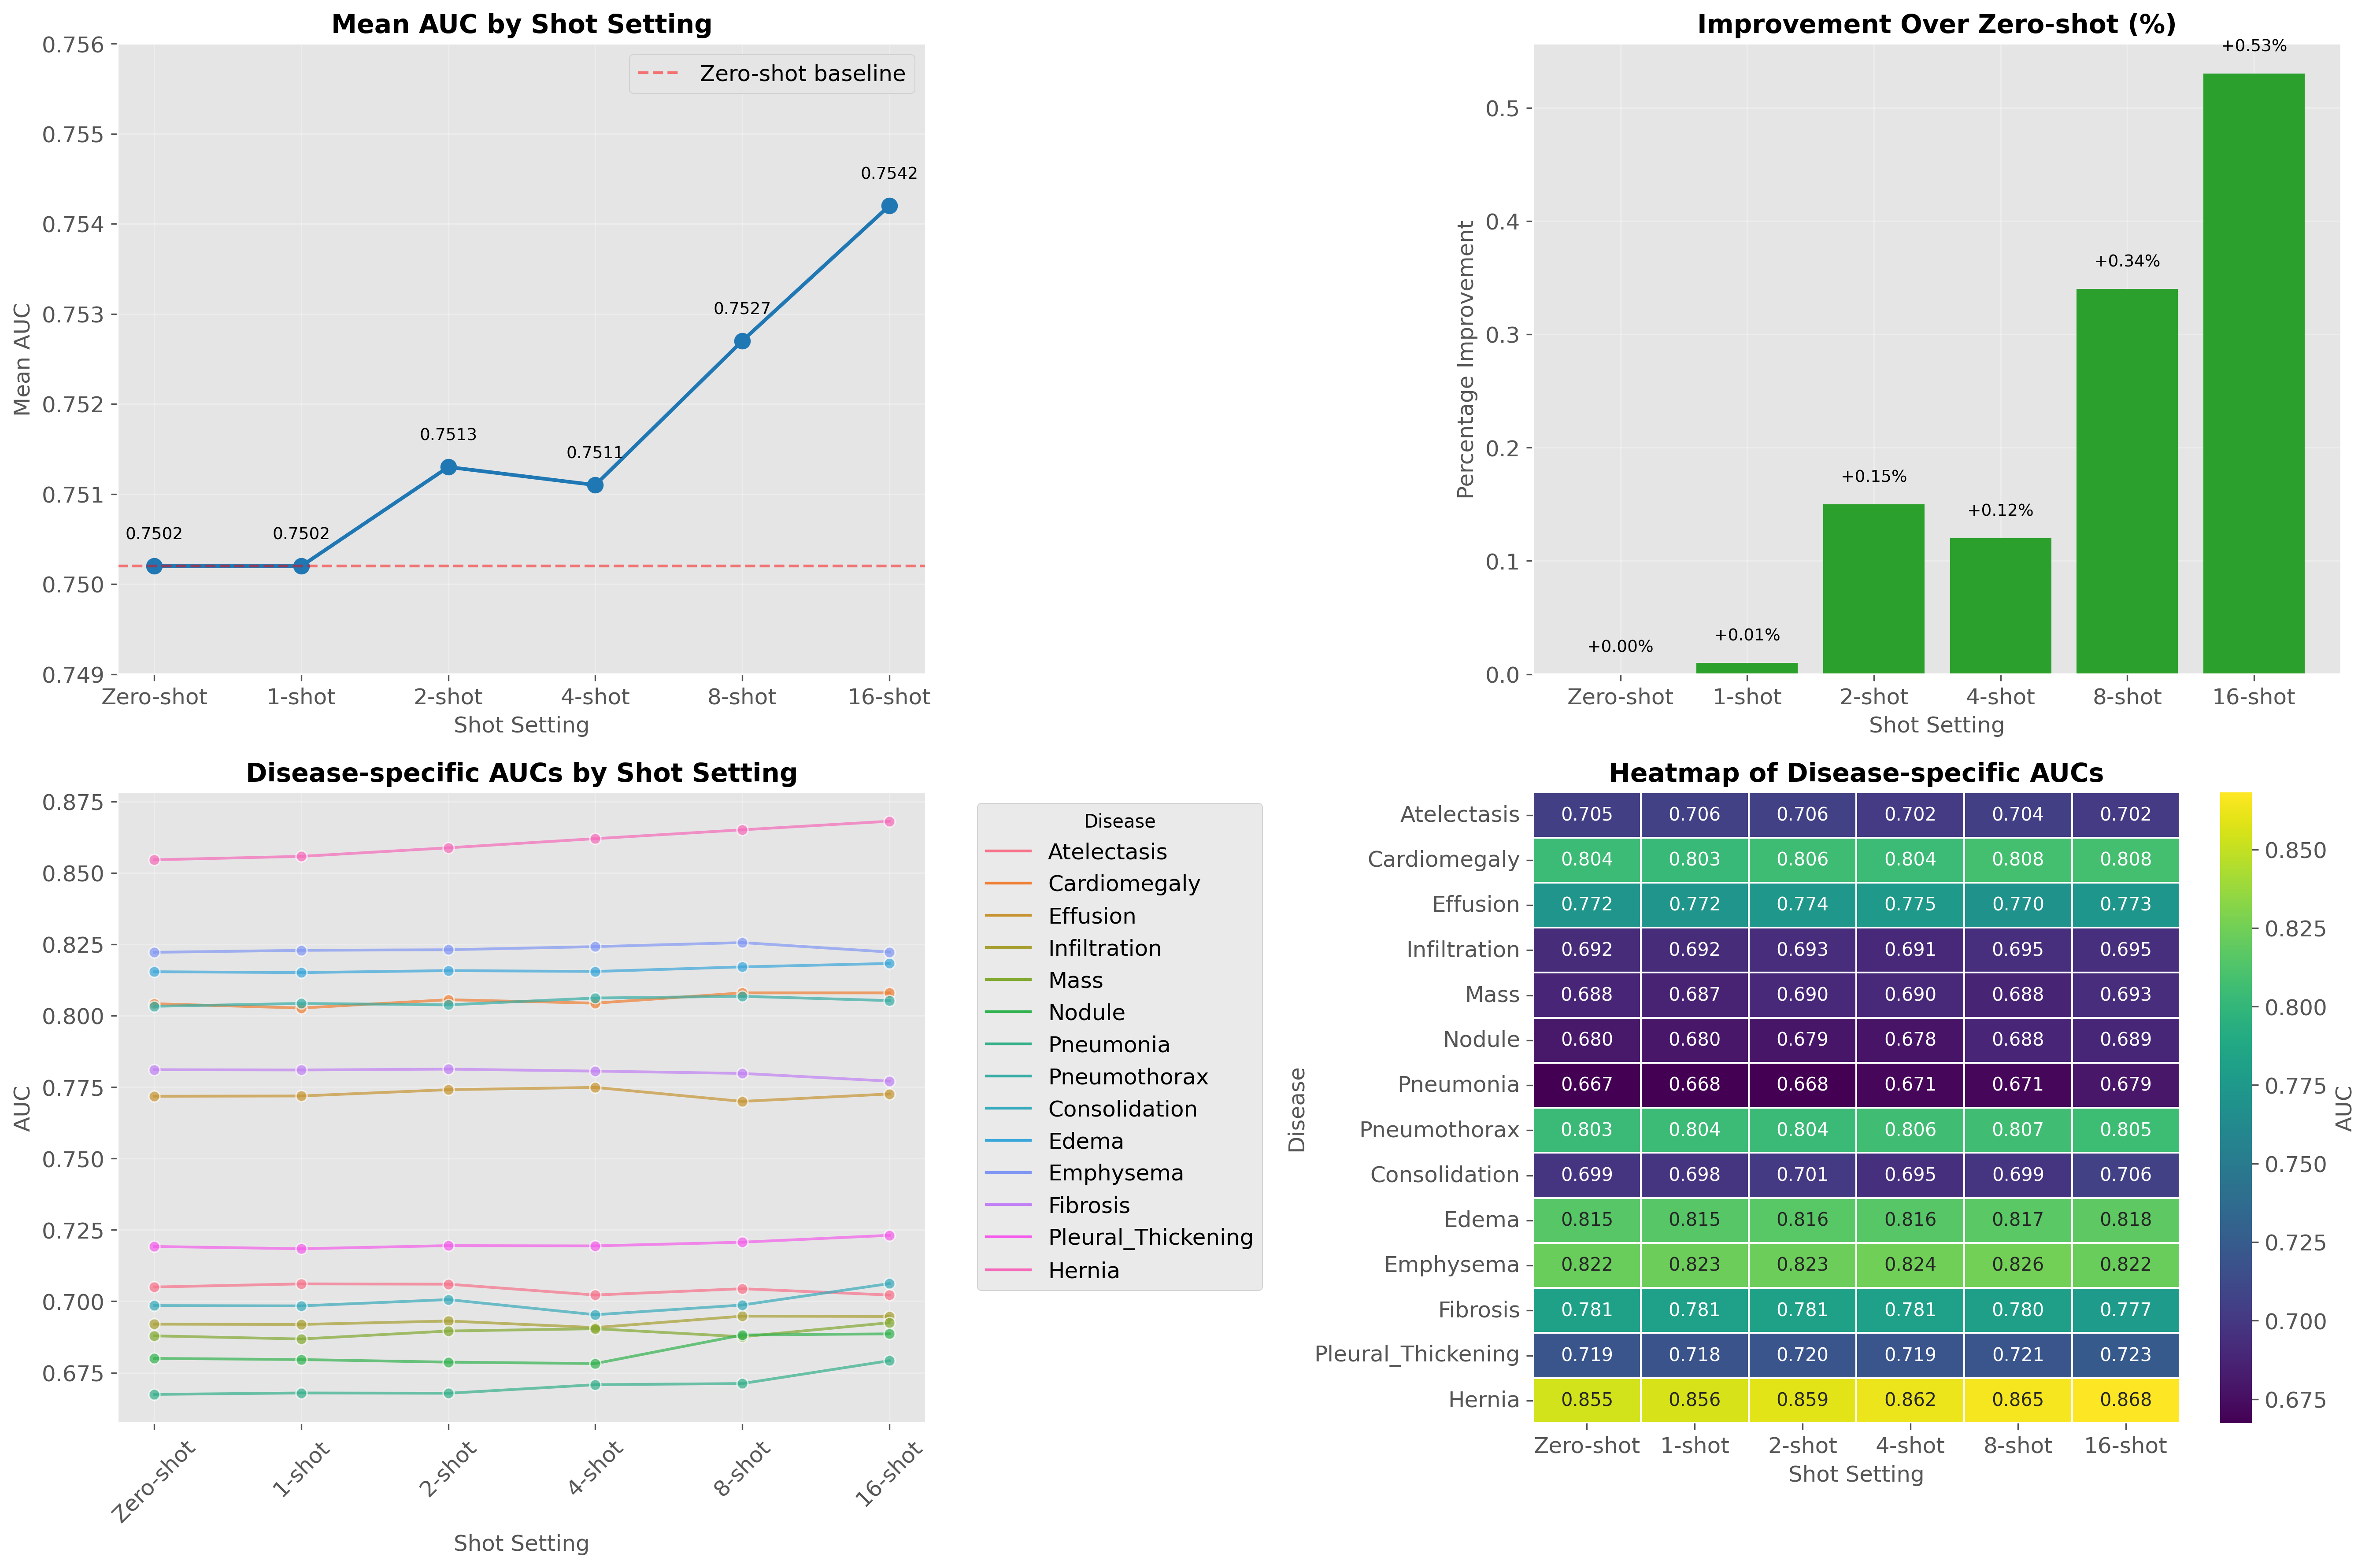 Mean AUC by Shot Setting
0.756
0.755
0.754
0.753
0.752
0.751
0.750
0.749
Mean AUC
Zero-shot baseline
0.7502
0.7502
0.7513
0.7511
0.7527
0.7542
Zero-shot 1-shot 2-shot 4-shot 8-shot 16-shot
Shot Setting
Improvement Over Zero-shot (%)
0.5
0.4
0.3
0.2
0.1
0.0
Percentage Improvement
+0.00%
+0.01%
+0.15%
+0.12%
+0.34%
+0.53%
Zero-shot 1-shot 2-shot 4-shot 8-shot 16-shot
Shot Setting
Disease-specific AUCs by Shot Setting
0.875
0.850
0.825
0.800
0.775
0.750
0.725
0.700
0.675
AUC
Zero-shot 1-shot 2-shot 4-shot 8-shot 16-shot
Shot Setting
Disease
Atelectasis
Cardiomegaly
Effusion
Infiltration
Mass
Nodule
Pneumonia
Pneumothorax
Consolidation
Edema
Emphysema
Fibrosis
Pleural_Thickening
Hernia
Heatmap of Disease-specific AUCs
Disease
Atelectasis 0.705 0.706 0.706 0.702 0.704 0.702
Cardiomegaly 0.804 0.803 0.806 0.804 0.808 0.808
Effusion 0.772 0.772 0.774 0.775 0.770 0.773
Infiltration 0.692 0.692 0.693 0.691 0.695 0.695
Mass 0.688 0.687 0.690 0.690 0.688 0.693
Nodule 0.680 0.680 0.679 0.678 0.688 0.689
Pneumonia 0.667 0.668 0.668 0.671 0.671 0.679
Pneumothorax 0.803 0.804 0.804 0.806 0.807 0.805
Consolidation 0.699 0.698 0.701 0.695 0.699 0.706
Edema 0.815 0.815 0.816 0.816 0.817 0.818
Emphysema 0.822 0.823 0.823 0.824 0.826 0.822
Fibrosis 0.781 0.781 0.781 0.781 0.780 0.777
Pleural_Thickening 0.719 0.718 0.720 0.719 0.721 0.723
Hernia 0.855 0.856 0.859 0.862 0.865 0.868
Zero-shot 1-shot 2-shot 4-shot 8-shot 16-shot
Shot Setting
0.850
0.825
0.800
0.775
0.750
0.725
0.700
0.675
AUC